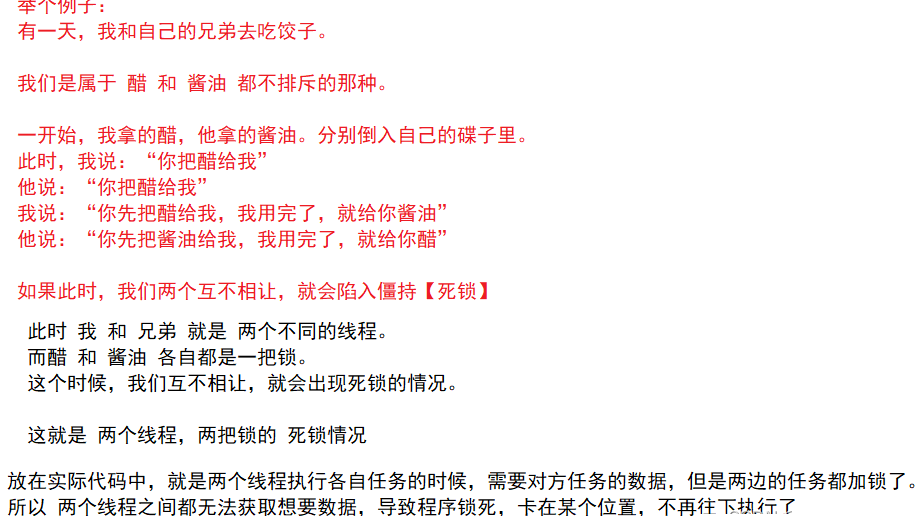 举个例子：
有一天，我和自己的兄弟去吃饺子。
我们是属于 醋 和 酱油 都不排斥的那种。
一开始，我拿的醋，他拿的酱油。分别倒入自己的碟子里。
此时，我说：“你把醋给我”
他说：“你把醋给我”
我说：“你先把醋给我，我用完了，就给你酱油”
他说：“你先把酱油给我，我用完了，就给你醋”
如果此时，我们两个互不相让，就会陷入僵持【死锁】
此时 我 和 兄弟 就是 两个不同的线程。
而醋 和 酱油 各自都是一把锁。
这个时候，我们互不相让，就会出现死锁的情况。
这就是 两个线程，两把锁的 死锁情况
放在实际代码中，就是两个线程执行各自任务的时候，需要对方任务的数据，但是两边的任务都加锁了。
所以 两个线程之间都无法获取想要数据，导致程序锁死，卡在某个位置，不再往下执行了